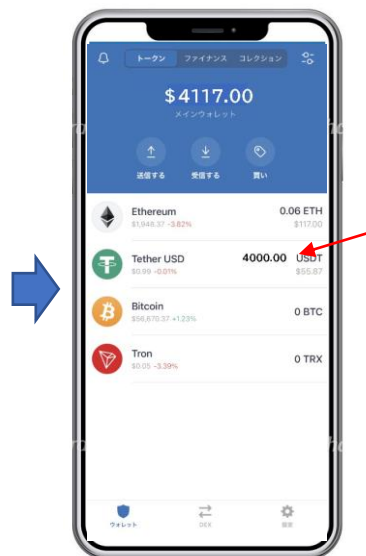 トークン ファイナンス コレクション
$4117.00
メインウォレット
送信する 受信する 買い
Ethereum 0.06 ETH
$1,948.37 -3.82% $117.00
Tether USD 4000.00 USDT
$0.99 -0.01% $55.87
Bitcoin 0 BTC
$56,670.37 +1.23%
Tron 0 TRX
$0.05 -3.39%
ウォレット DEX 設定